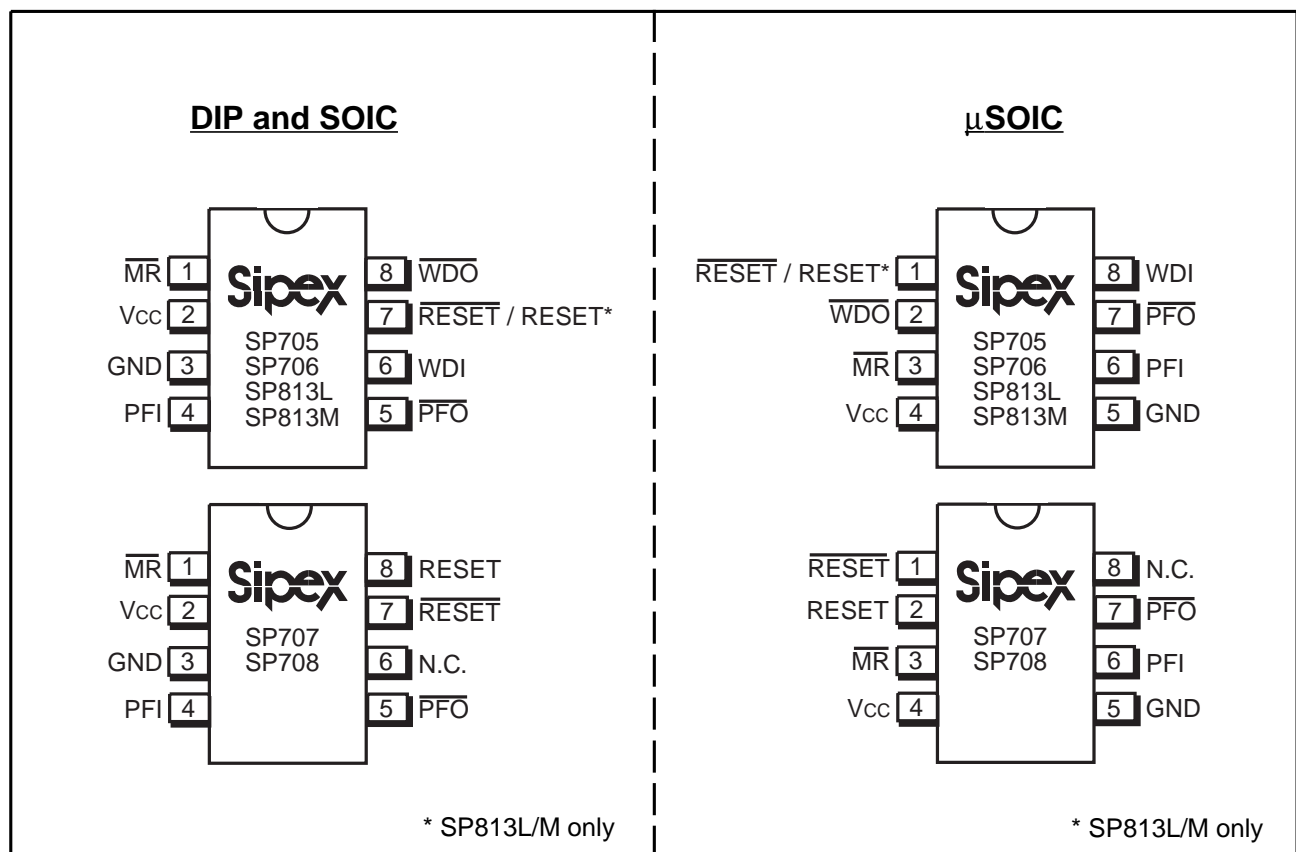 DIP and SOIC
MR 1 8 WDO
Vcc 2 7 RESET / RESET*
GND 3 6 WDI
PFI 4 5 PFO
Sipex
SP705
SP706
SP813L
SP813M
MR 1 8 RESET
Vcc 2 7 RESET
GND 3 6 N.C.
PFI 4 5 PFO
Sipex
SP707
SP708
* SP813L/M only
µSOIC
RESET / RESET* 1 8 WDI
WDO 2 7 PFO
MR 3 6 PFI
Vcc 4 5 GND
Sipex
SP705
SP706
SP813L
SP813M
RESET 1 8 N.C.
RESET 2 7 PFO
MR 3 6 PFI
Vcc 4 5 GND
Sipex
SP707
SP708
* SP813L/M only